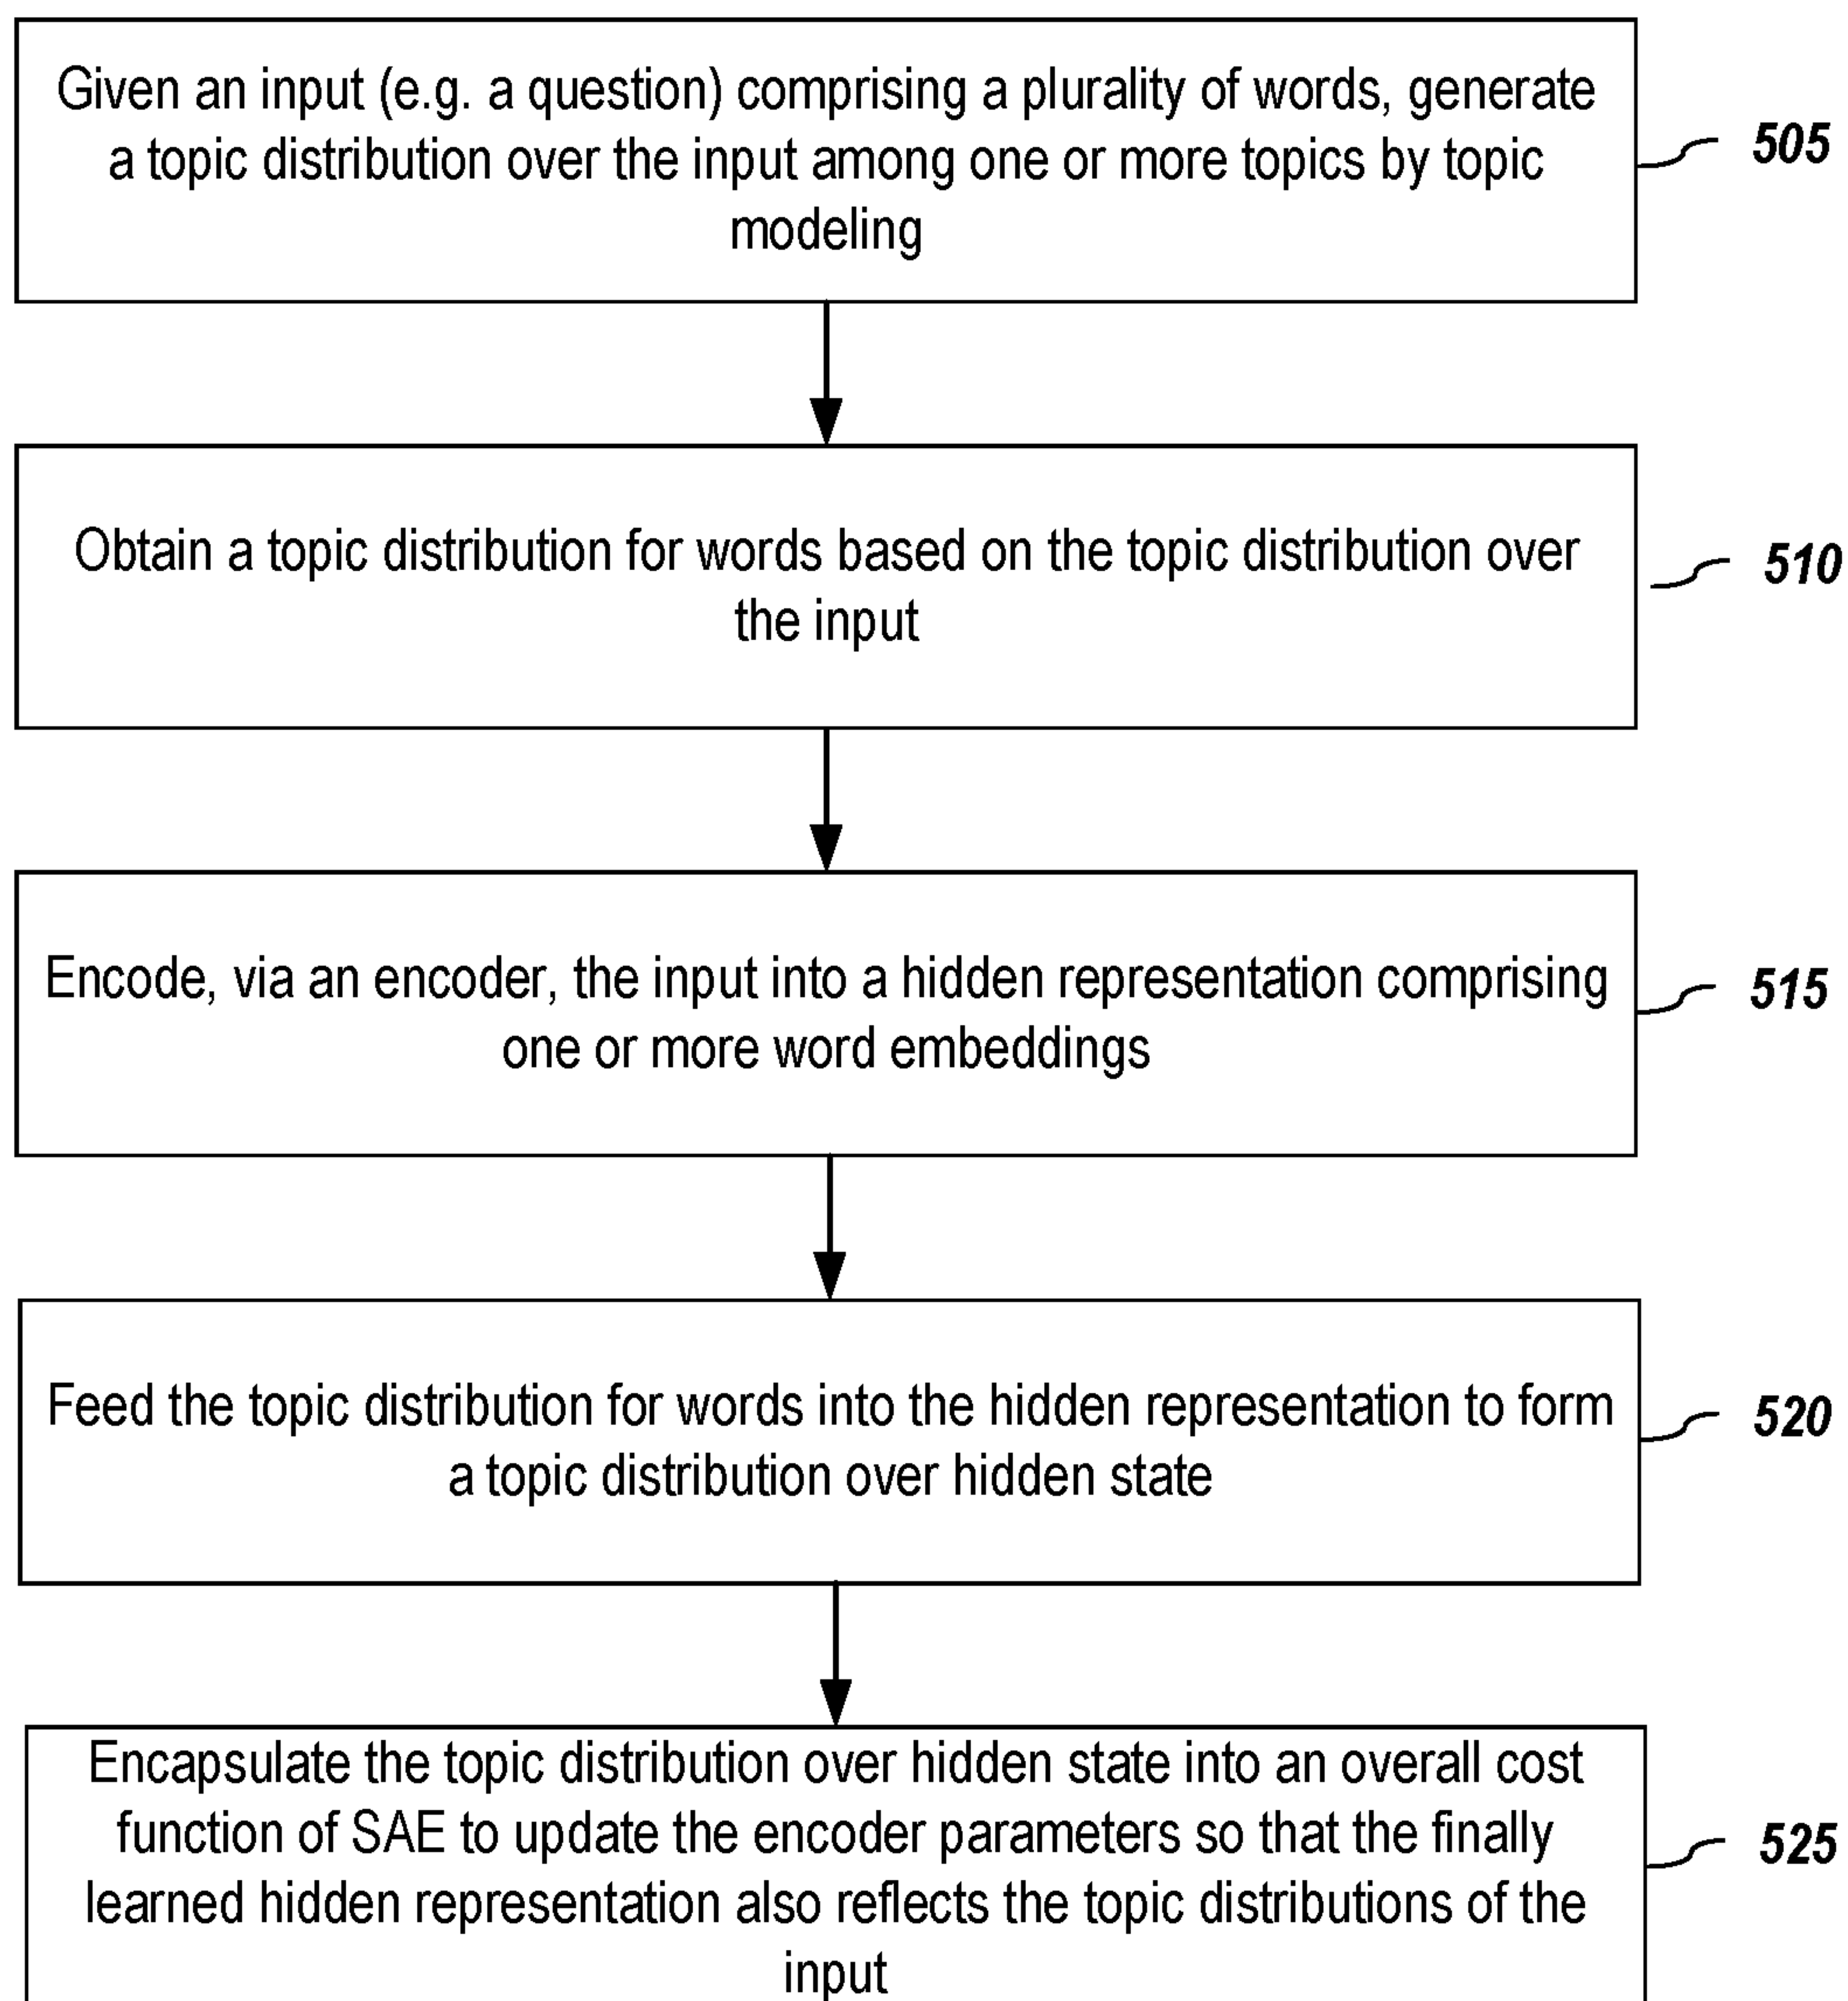 Given an input (e.g. a question) comprising a plurality of words, generate
a topic distribution over the input among one or more topics by topic
modeling
505
Obtain a topic distribution for words based on the topic distribution over
the input
510
Encode, via an encoder, the input into a hidden representation comprising
one or more word embeddings
515
Feed the topic distribution for words into the hidden representation to form
a topic distribution over hidden state
520
Encapsulate the topic distribution over hidden state into an overall cost
function of SAE to update the encoder parameters so that the finally
learned hidden representation also reflects the topic distributions of the
input
525